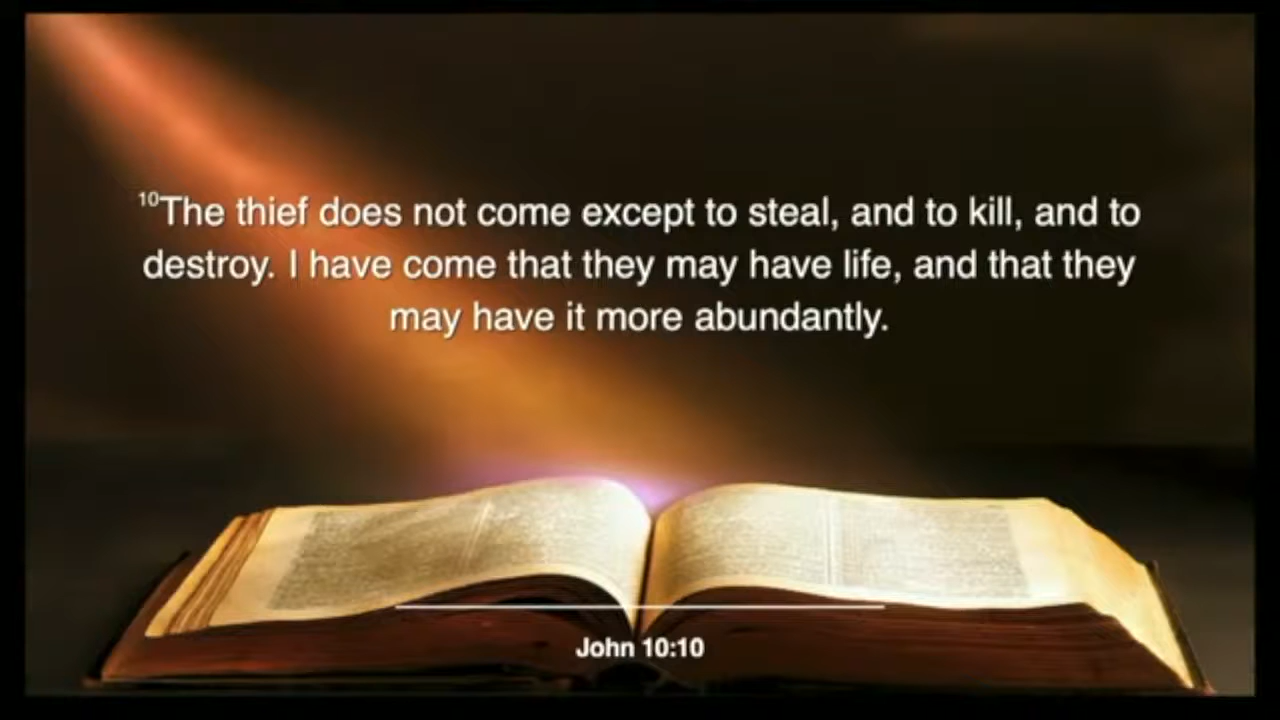 10The thief does not come except to steal, and to kill, and to
destroy. I have come that they may have life, and that they
may have it more abundantly.
John 10:10